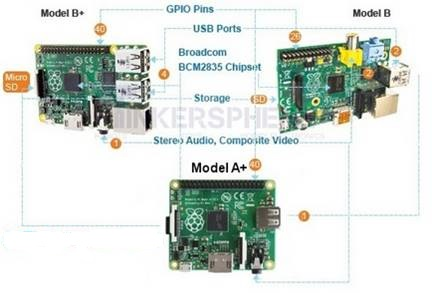 Model B+
GPIO Pins
Model B
40
USB Ports
26
2
Broadcom
BCM2835 Chipset
Micro
SD
4
2
Storage
SD
1
Stereo Audio, Composite Video
Model A+
40
1